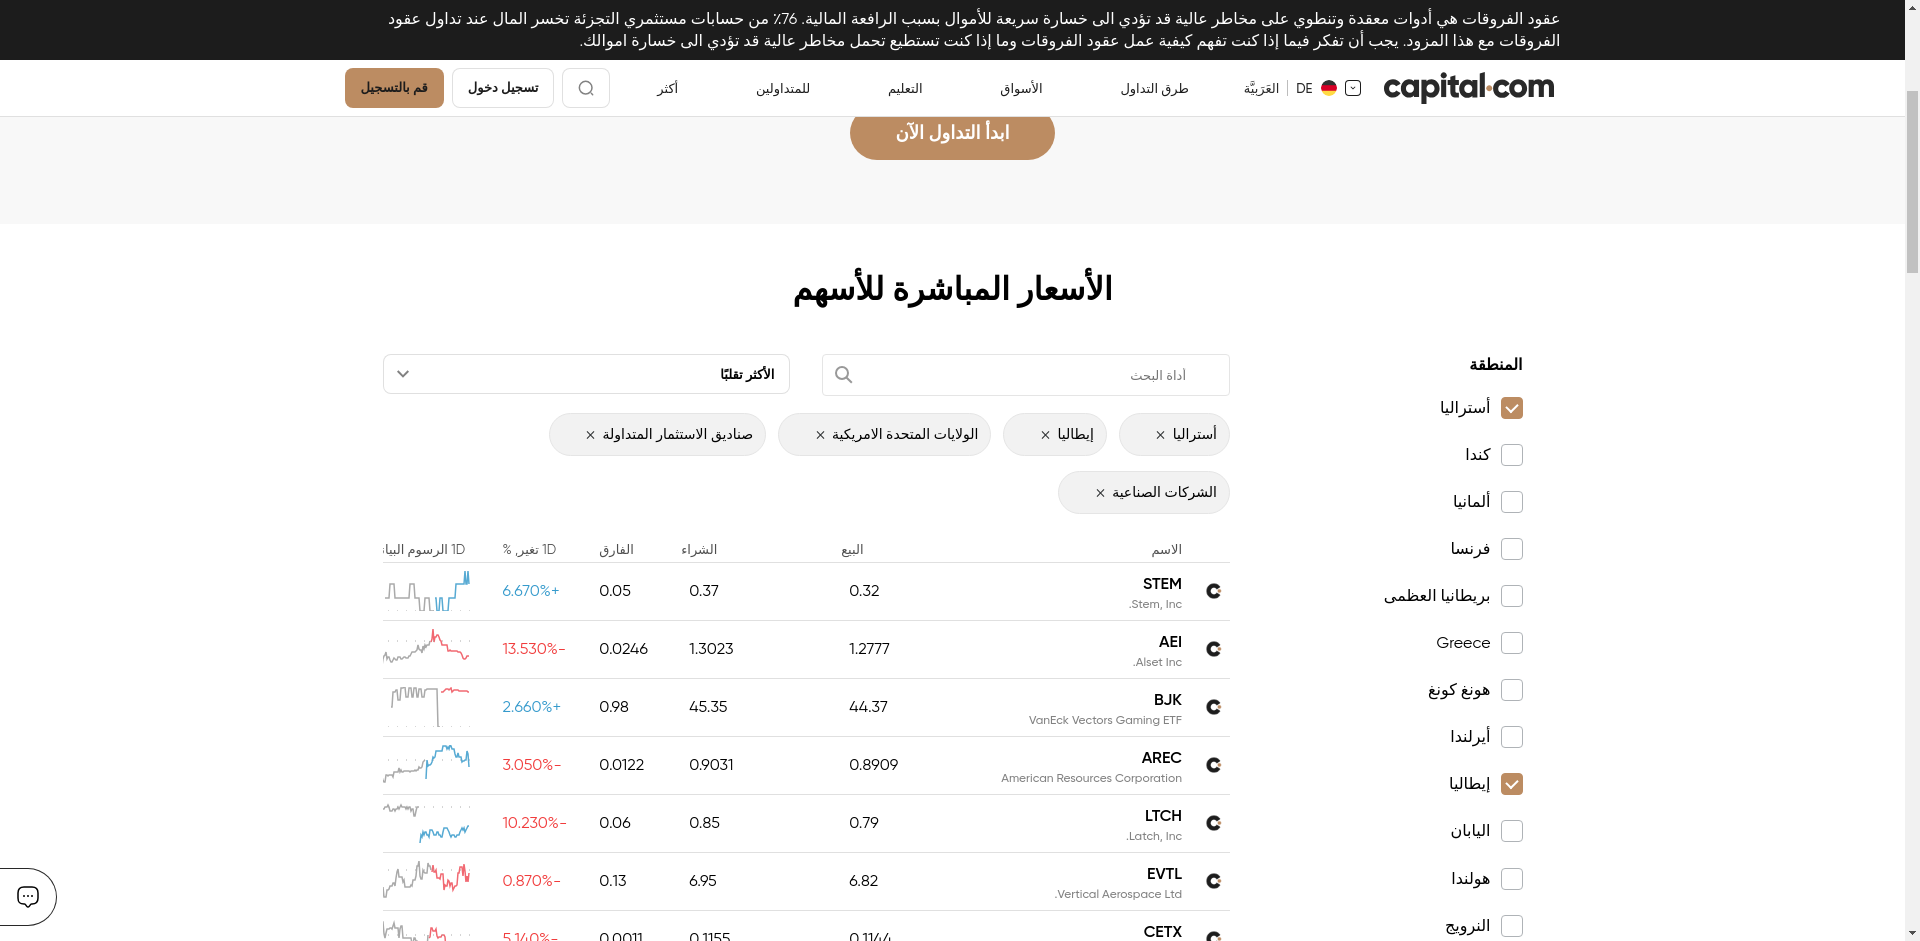 عقود الفروقات هي أدوات معقدة وتنطوي على مخاطر عالية قد تؤدي الى خسارة سريعة للأموال بسبب الرافعة المالية. 76٪ من حسابات مستثمري التجزئة تخسر المال عند تداول عقود
الفروقات مع هذا المزود. يجب أن تفكر فيما إذا كنت تفهم كيفية عمل عقود الفروقات وما إذا كنت تستطيع تحمل مخاطر عالية قد تؤدي الى خسارة اموالك.
capital.com
DE | العَرَبيَّة
طرق التداول
الأسواق
التعليم
للمتداولين
أكثر
تسجيل دخول
قم بالتسجيل
ابدأ التداول الآن
الأسعار المباشرة للأسهم
المنطقة
أستراليا
كندا
ألمانيا
فرنسا
بريطانيا العظمى
Greece
هونغ كونغ
أيرلندا
إيطاليا
اليابان
هولندا
النرويج
أداة البحث
الأكثر تقلبًا
أستراليا ×
إيطاليا ×
الولايات المتحدة الامريكية ×
صناديق الاستثمار المتداولة ×
الشركات الصناعية ×
الاسم البيع الشراء الفارق 1D تغير, % 1D الرسوم
STEM 0.32 0.37 0.05 6.670%+
.Stem, Inc
AEI 1.2777 1.3023 0.0246 13.530%-
.Alset Inc
BJK 44.37 45.35 0.98 2.660%+
VanEck Vectors Gaming ETF
AREC 0.8909 0.9031 0.0122 3.050%-
American Resources Corporation
LTCH 0.79 0.85 0.06 10.230%-
.Latch, Inc
EVTL 6.82 6.95 0.13 0.870%-
.Vertical Aerospace Ltd
CETX 0.1144 0.1155 0.0011 5.140%-